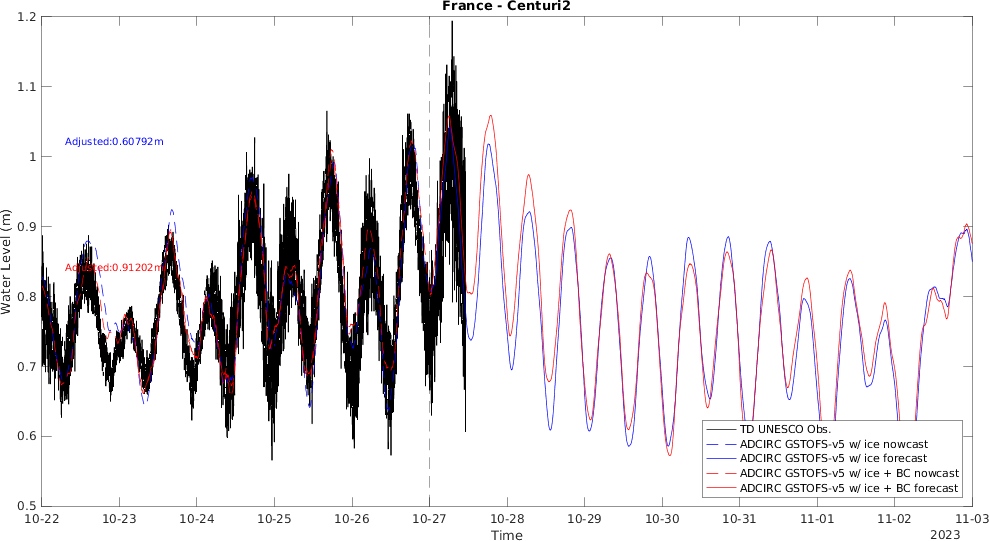 France - Centuri2
Water Level (m)
1.2
1.1
1
0.9
0.8
0.7
0.6
0.5
Adjusted:0.60792m
Adjusted:0.91202m
TD UNESCO Obs.
ADCIRC GSTOFS-v5 w/ ice nowcast
ADCIRC GSTOFS-v5 w/ ice forecast
ADCIRC GSTOFS-v5 w/ ice + BC nowcast
ADCIRC GSTOFS-v5 w/ ice + BC forecast
10-22 10-23 10-24 10-25 10-26 10-27 10-28 10-29 10-30 10-31 11-01 11-02 11-03
Time
2023